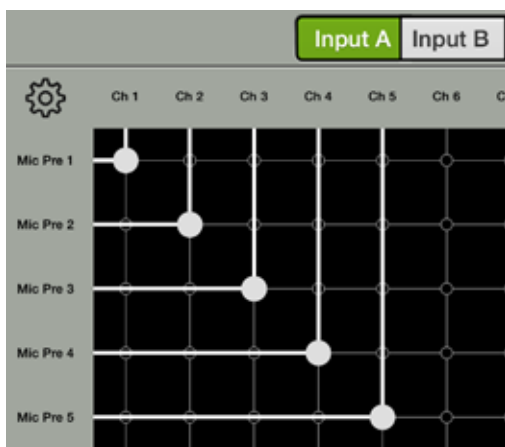 Input A Input B
Ch 1 Ch 2 Ch 3 Ch 4 Ch 5 Ch 6
Mic Pre 1
Mic Pre 2
Mic Pre 3
Mic Pre 4
Mic Pre 5